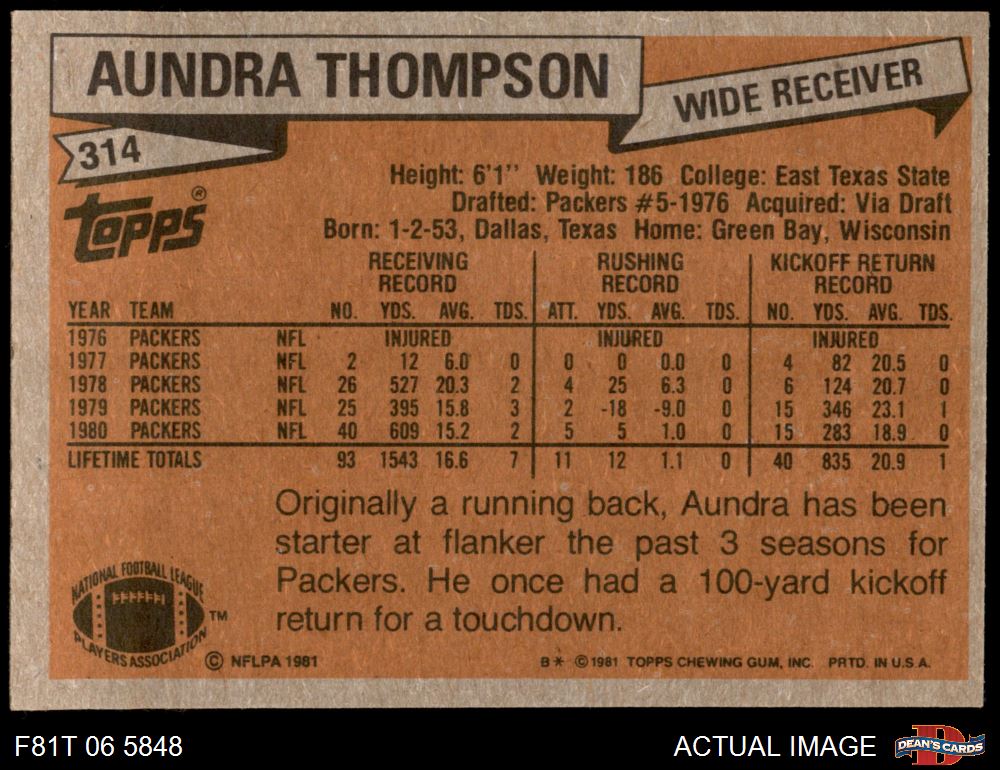 AUNDRA THOMPSON
WIDE RECEIVER
314
topps®
Height: 6'1'' Weight: 186 College: East Texas State
Drafted: Packers #5-1976 Acquired: Via Draft
Born: 1-2-53, Dallas, Texas Home: Green Bay, Wisconsin
RECEIVING RECORD RUSHING RECORD KICKOFF RETURN RECORD
YEAR TEAM NO. YDS. AVG. TDS. ATT. YDS. AVG. TDS. NO. YDS. AVG. TDS.
1976 PACKERS NFL INJURED INJURED INJURED
1977 PACKERS NFL 2 12 6.0 0 0 0 0.0 0 4 82 20.5 0
1978 PACKERS NFL 26 527 20.3 2 4 25 6.3 0 6 124 20.7 0
1979 PACKERS NFL 25 395 15.8 3 2 -18 -9.0 0 15 346 23.1 1
1980 PACKERS NFL 40 609 15.2 2 5 5 1.0 0 15 283 18.9 0
LIFETIME TOTALS 93 1543 16.6 7 11 12 1.1 0 40 835 20.9 1
Originally a running back, Aundra has been
starter at flanker the past 3 seasons for
Packers. He once had a 100-yard kickoff
return for a touchdown.
NATIONAL FOOTBALL LEAGUE
PLAYERS ASSOCIATION
TM
© NFLPA 1981
B* © 1981 TOPPS CHEWING GUM, INC. PRTD. IN U.S.A.
F81T 06 5848
ACTUAL IMAGE
D
DEAN'S CARDS